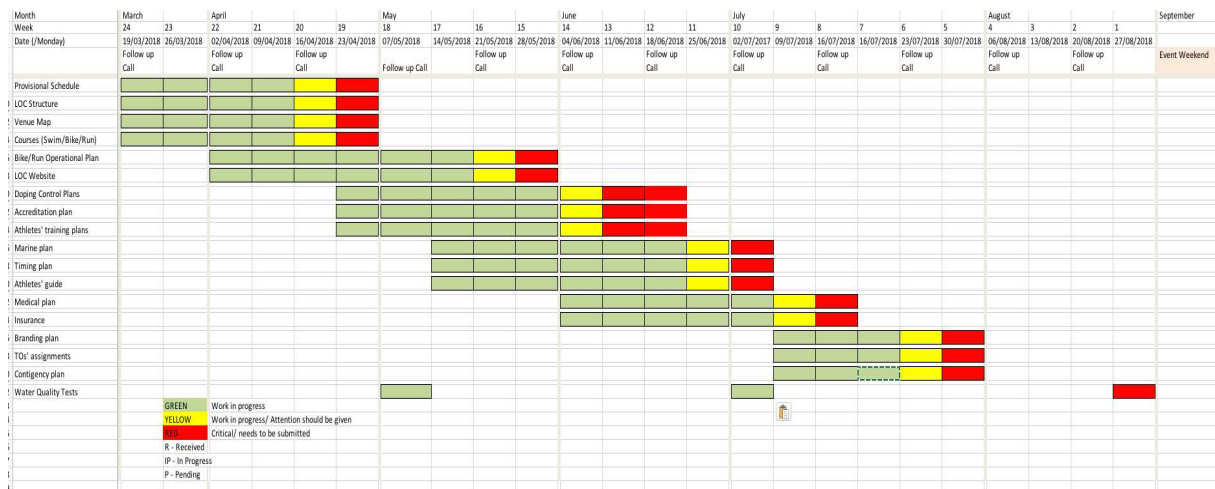 Month March April May June July August September
Week 24 23 22 21 20 19 18 17 16 15 14 13 12 11 10 9 8 7 6 5 4 3 2 1
Date (/Monday) 19/03/2018 26/03/2018 02/04/2018 09/04/2018 16/04/2018 23/04/2018 07/05/2018 14/05/2018 21/05/2018 28/05/2018 04/06/2018 11/06/2018 18/06/2018 25/06/2018 02/07/2017 09/07/2018 16/07/2018 16/07/2018 23/07/2018 30/07/2018 06/08/2018 13/08/2018 20/08/2018 27/08/2018
Follow up Follow up Follow up Follow up Follow up Follow up Follow up Follow up Follow up Follow up Follow up Event Weekend
Call Call Call Follow up Call Call Call Call Call Call Call Call Call
Provisional Schedule
LOC Structure
Venue Map
Courses (Swim/Bike/Run)
Bike/Run Operational Plan
LOC Website
Doping Control Plans
Accreditation plan
Athletes' training plans
Marine plan
Timing plan
Athletes' guide
Medical plan
Insurance
Branding plan
TOs' assignments
Contigency plan
Water Quality Tests
GREEN Work in progress
YELLOW Work in progress/ Attention should be given
RED Critical/ needs to be submitted
R - Received
IP - In Progress
P - Pending